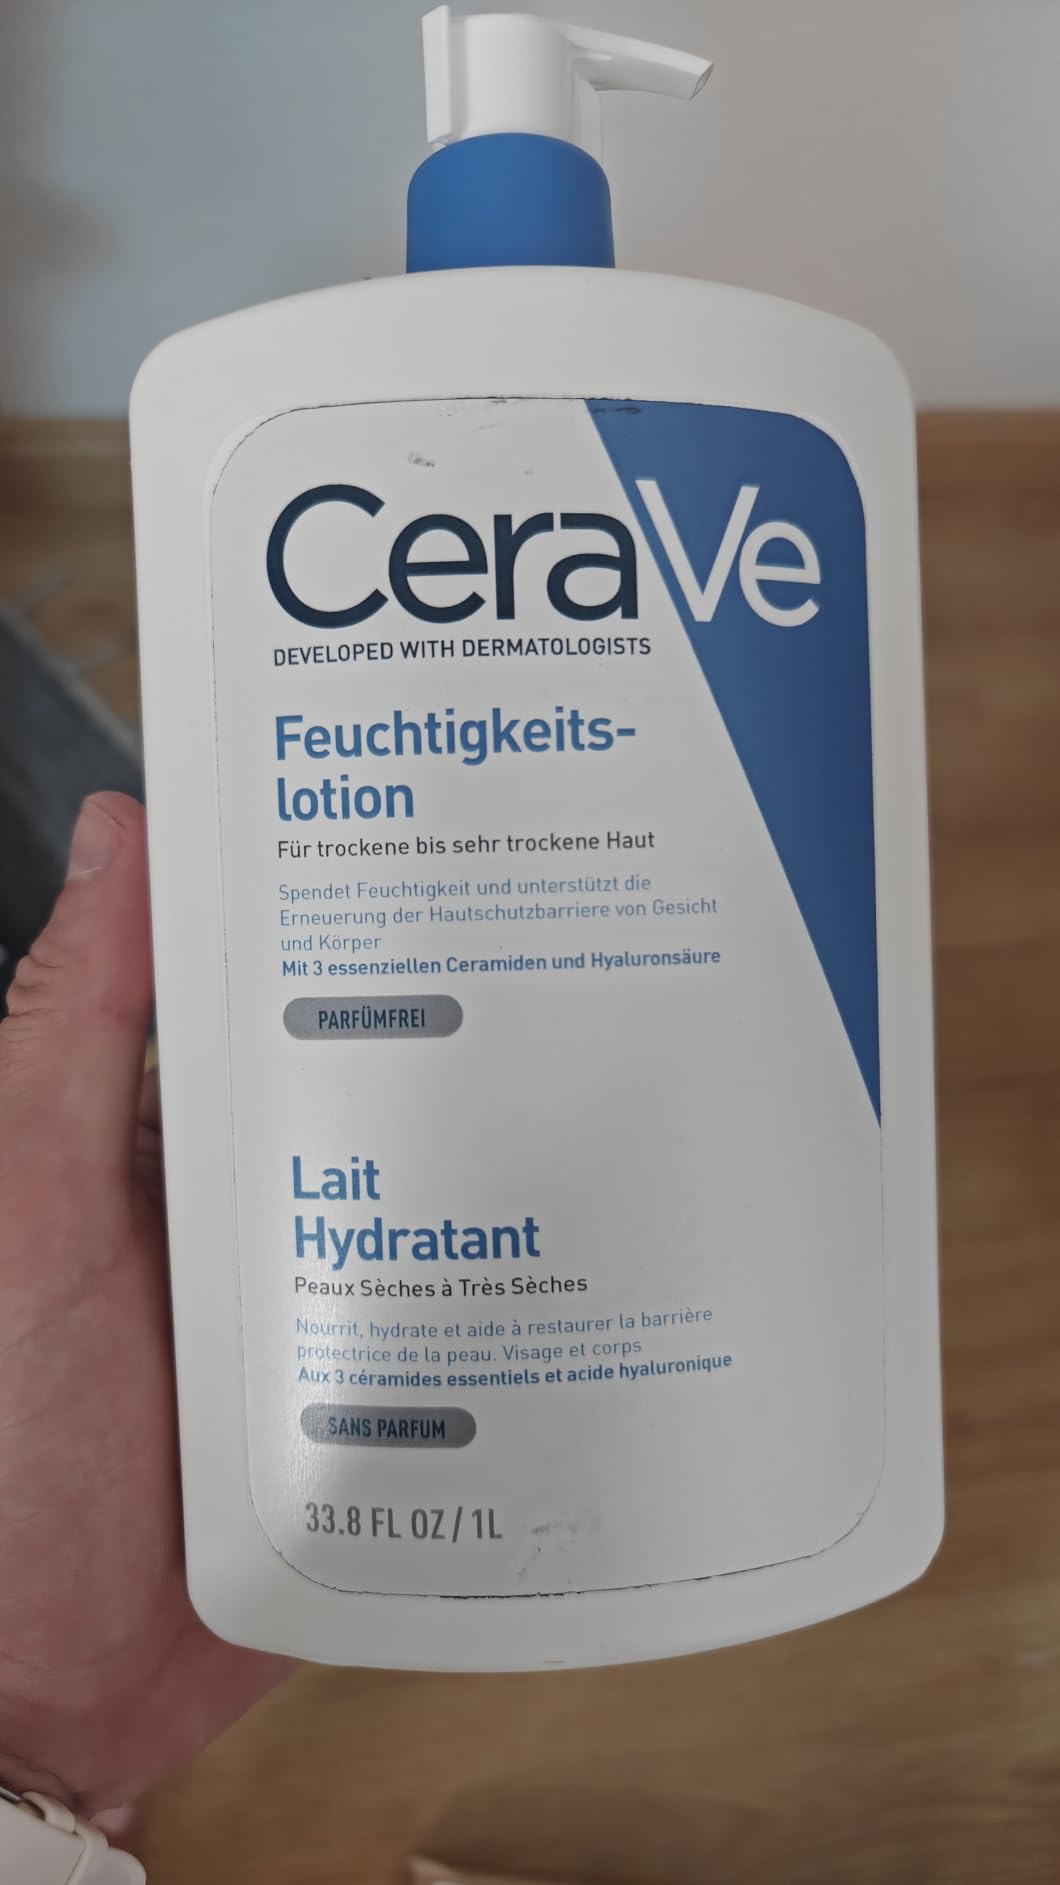 CeraVe
DEVELOPED WITH DERMATOLOGISTS
Feuchtigkeits-
lotion
Für trockene bis sehr trockene Haut
Spendet Feuchtigkeit und unterstützt die
Erneuerung der Hautschutzbarriere von Gesicht
und Körper
Mit 3 essenziellen Ceramiden und Hyaluronsäure
PARFÜMFREI
Lait
Hydratant
Peaux Sèches à Très Sèches
Nourrit, hydrate et aide à restaurer la barrière
protectrice de la peau. Visage et corps
Aux 3 céramides essentiels et acide hyaluronique
SANS PARFUM
33.8 FL OZ / 1L